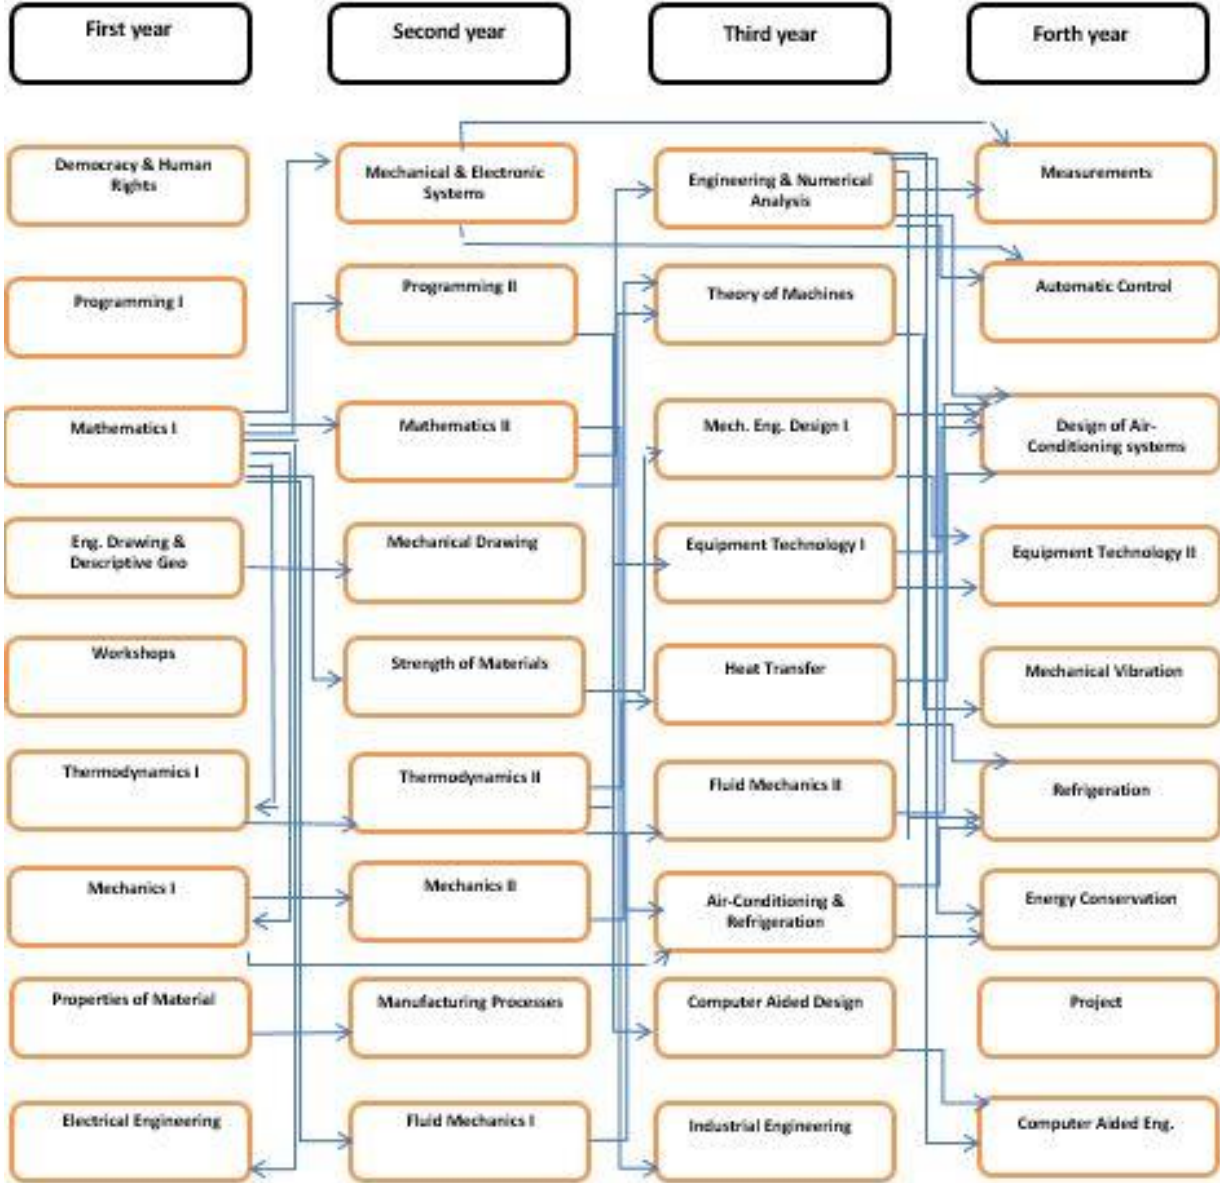 First year
Second year
Third year
Forth year
Democracy & Human
Rights
Mechanical & Electronic
Systems
Engineering & Numerical
Analysis
Measurements
Programming I
Programming II
Theory of Machines
Automatic Control
Mathematics I
Mathematics II
Mech. Eng. Design I
Design of Air-
Conditioning systems
Eng. Drawing &
Descriptive Geo
Mechanical Drawing
Equipment Technology I
Equipment Technology II
Workshops
Strength of Materials
Heat Transfer
Mechanical Vibration
Thermodynamics I
Thermodynamics II
Fluid Mechanics II
Refrigeration
Mechanics I
Mechanics II
Air-Conditioning &
Refrigeration
Energy Conservation
Properties of Material
Manufacturing Processes
Computer Aided Design
Project
Electrical Engineering
Fluid Mechanics I
Industrial Engineering
Computer Aided Eng.